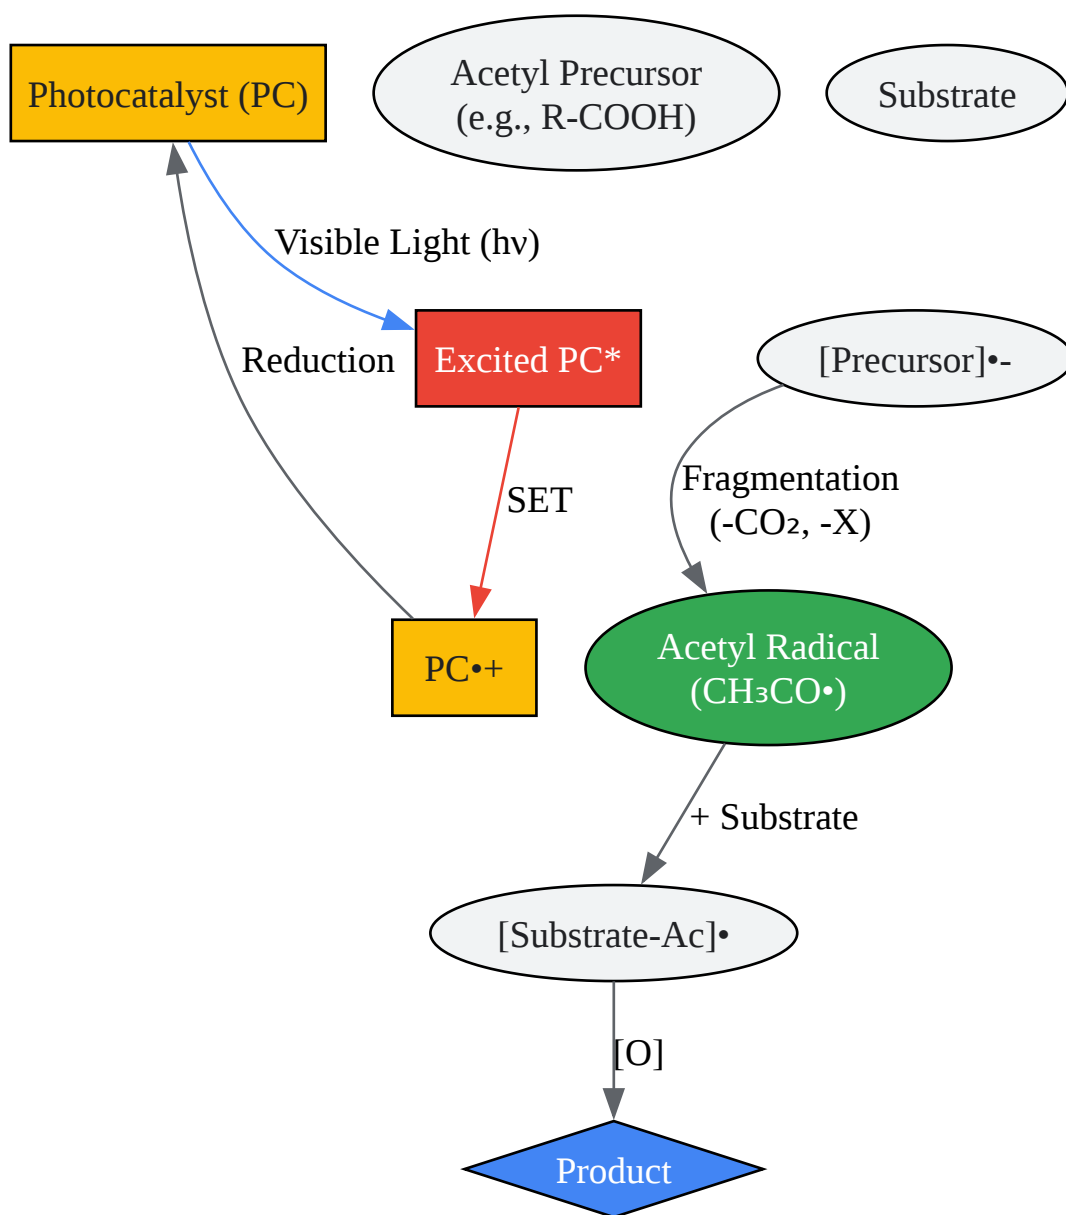 Photocatalyst (PC)
Acetyl Precursor
(e.g., R-COOH)
Substrate
Visible Light (hν)
Reduction
Excited PC*
[Precursor]•-
SET
Fragmentation
(-CO₂, -X)
PC•+
Acetyl Radical
(CH₃CO•)
+ Substrate
[Substrate-Ac]•
[O]
Product